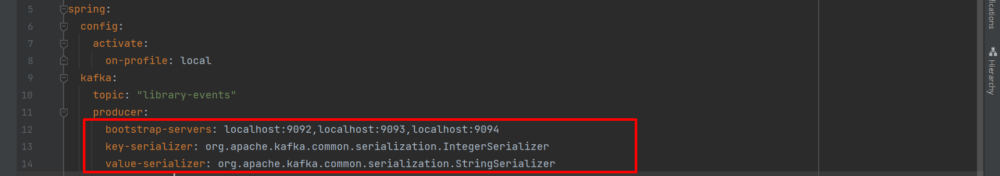 5 spring:
6 config:
7 activate:
8 on-profile: local
9 kafka:
10 topic: "library-events"
11 producer:
12 bootstrap-servers: localhost:9092,localhost:9093,localhost:9094
13 key-serializer: org.apache.kafka.common.serialization.IntegerSerializer
14 value-serializer: org.apache.kafka.common.serialization.StringSerializer
Hierarchy